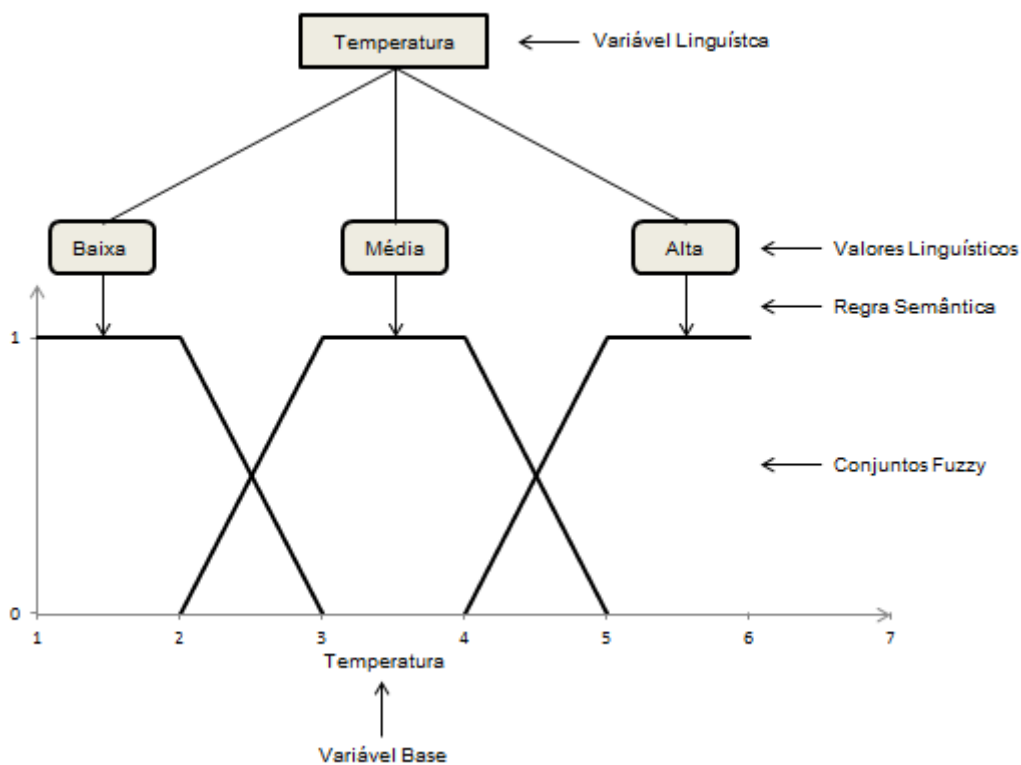 Temperatura
Variável Linguístca
Baixa
Média
Alta
Valores Linguísticos
Regra Semântica
1
Conjuntos Fuzzy
0
1 2 3 4 5 6 7
Temperatura
Variável Base